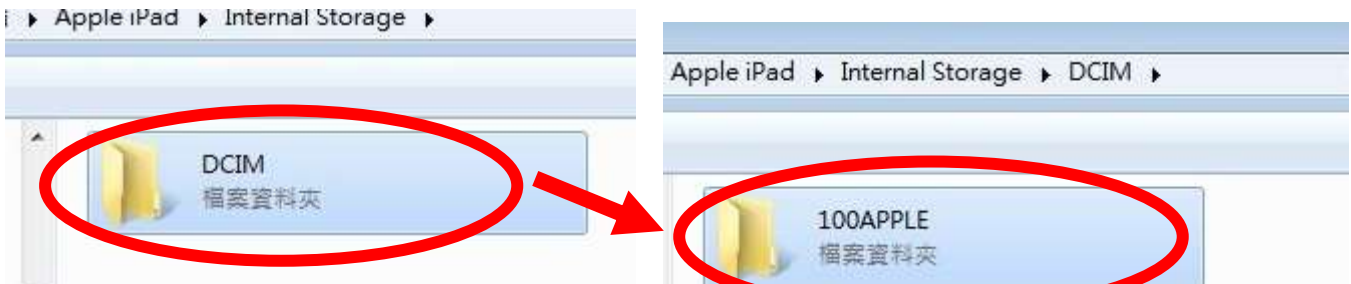 Apple iPad ▸ Internal Storage ▸
DCIM
檔案資料夾
Apple iPad ▸ Internal Storage ▸ DCIM ▸
100APPLE
檔案資料夾